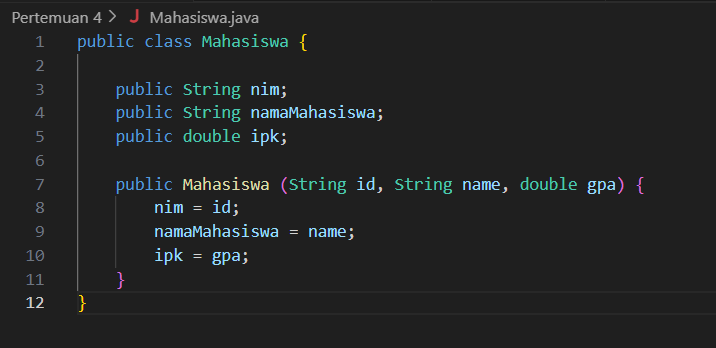 Pertemuan 4 > J Mahasiswa.java
1 public class Mahasiswa {
2
3 public String nim;
4 public String namaMahasiswa;
5 public double ipk;
6
7 public Mahasiswa (String id, String name, double gpa) {
8 nim = id;
9 namaMahasiswa = name;
10 ipk = gpa;
11 }
12 }